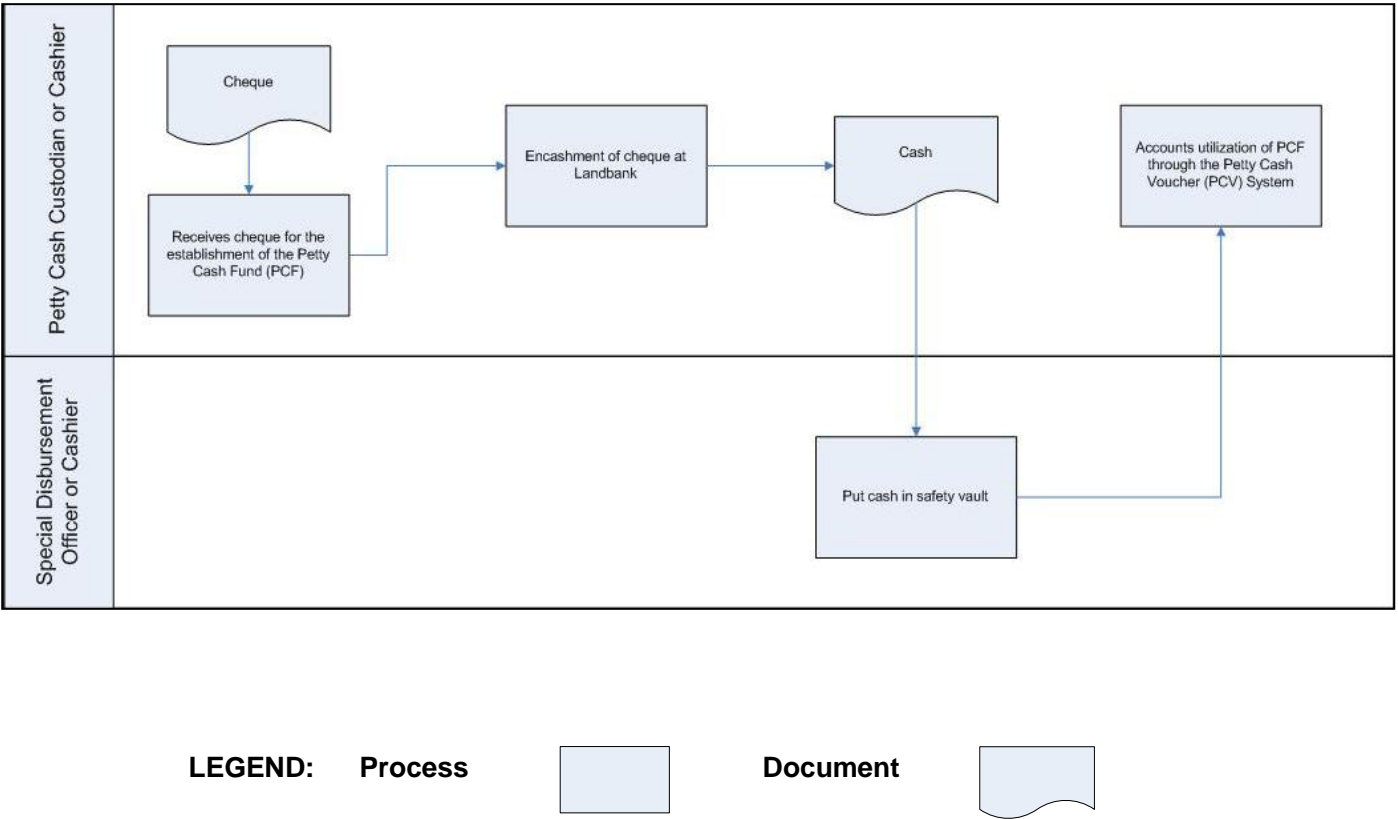 Petty Cash Custodian or Cashier
Cheque
Receives cheque for the
establishment of the Petty
Cash Fund (PCF)
Encashment of cheque at
Landbank
Cash
Accounts utilization of PCF
through the Petty Cash
Voucher (PCV) System
Special Disbursement
Officer or Cashier
Put cash in safety vault
LEGEND: Process Document